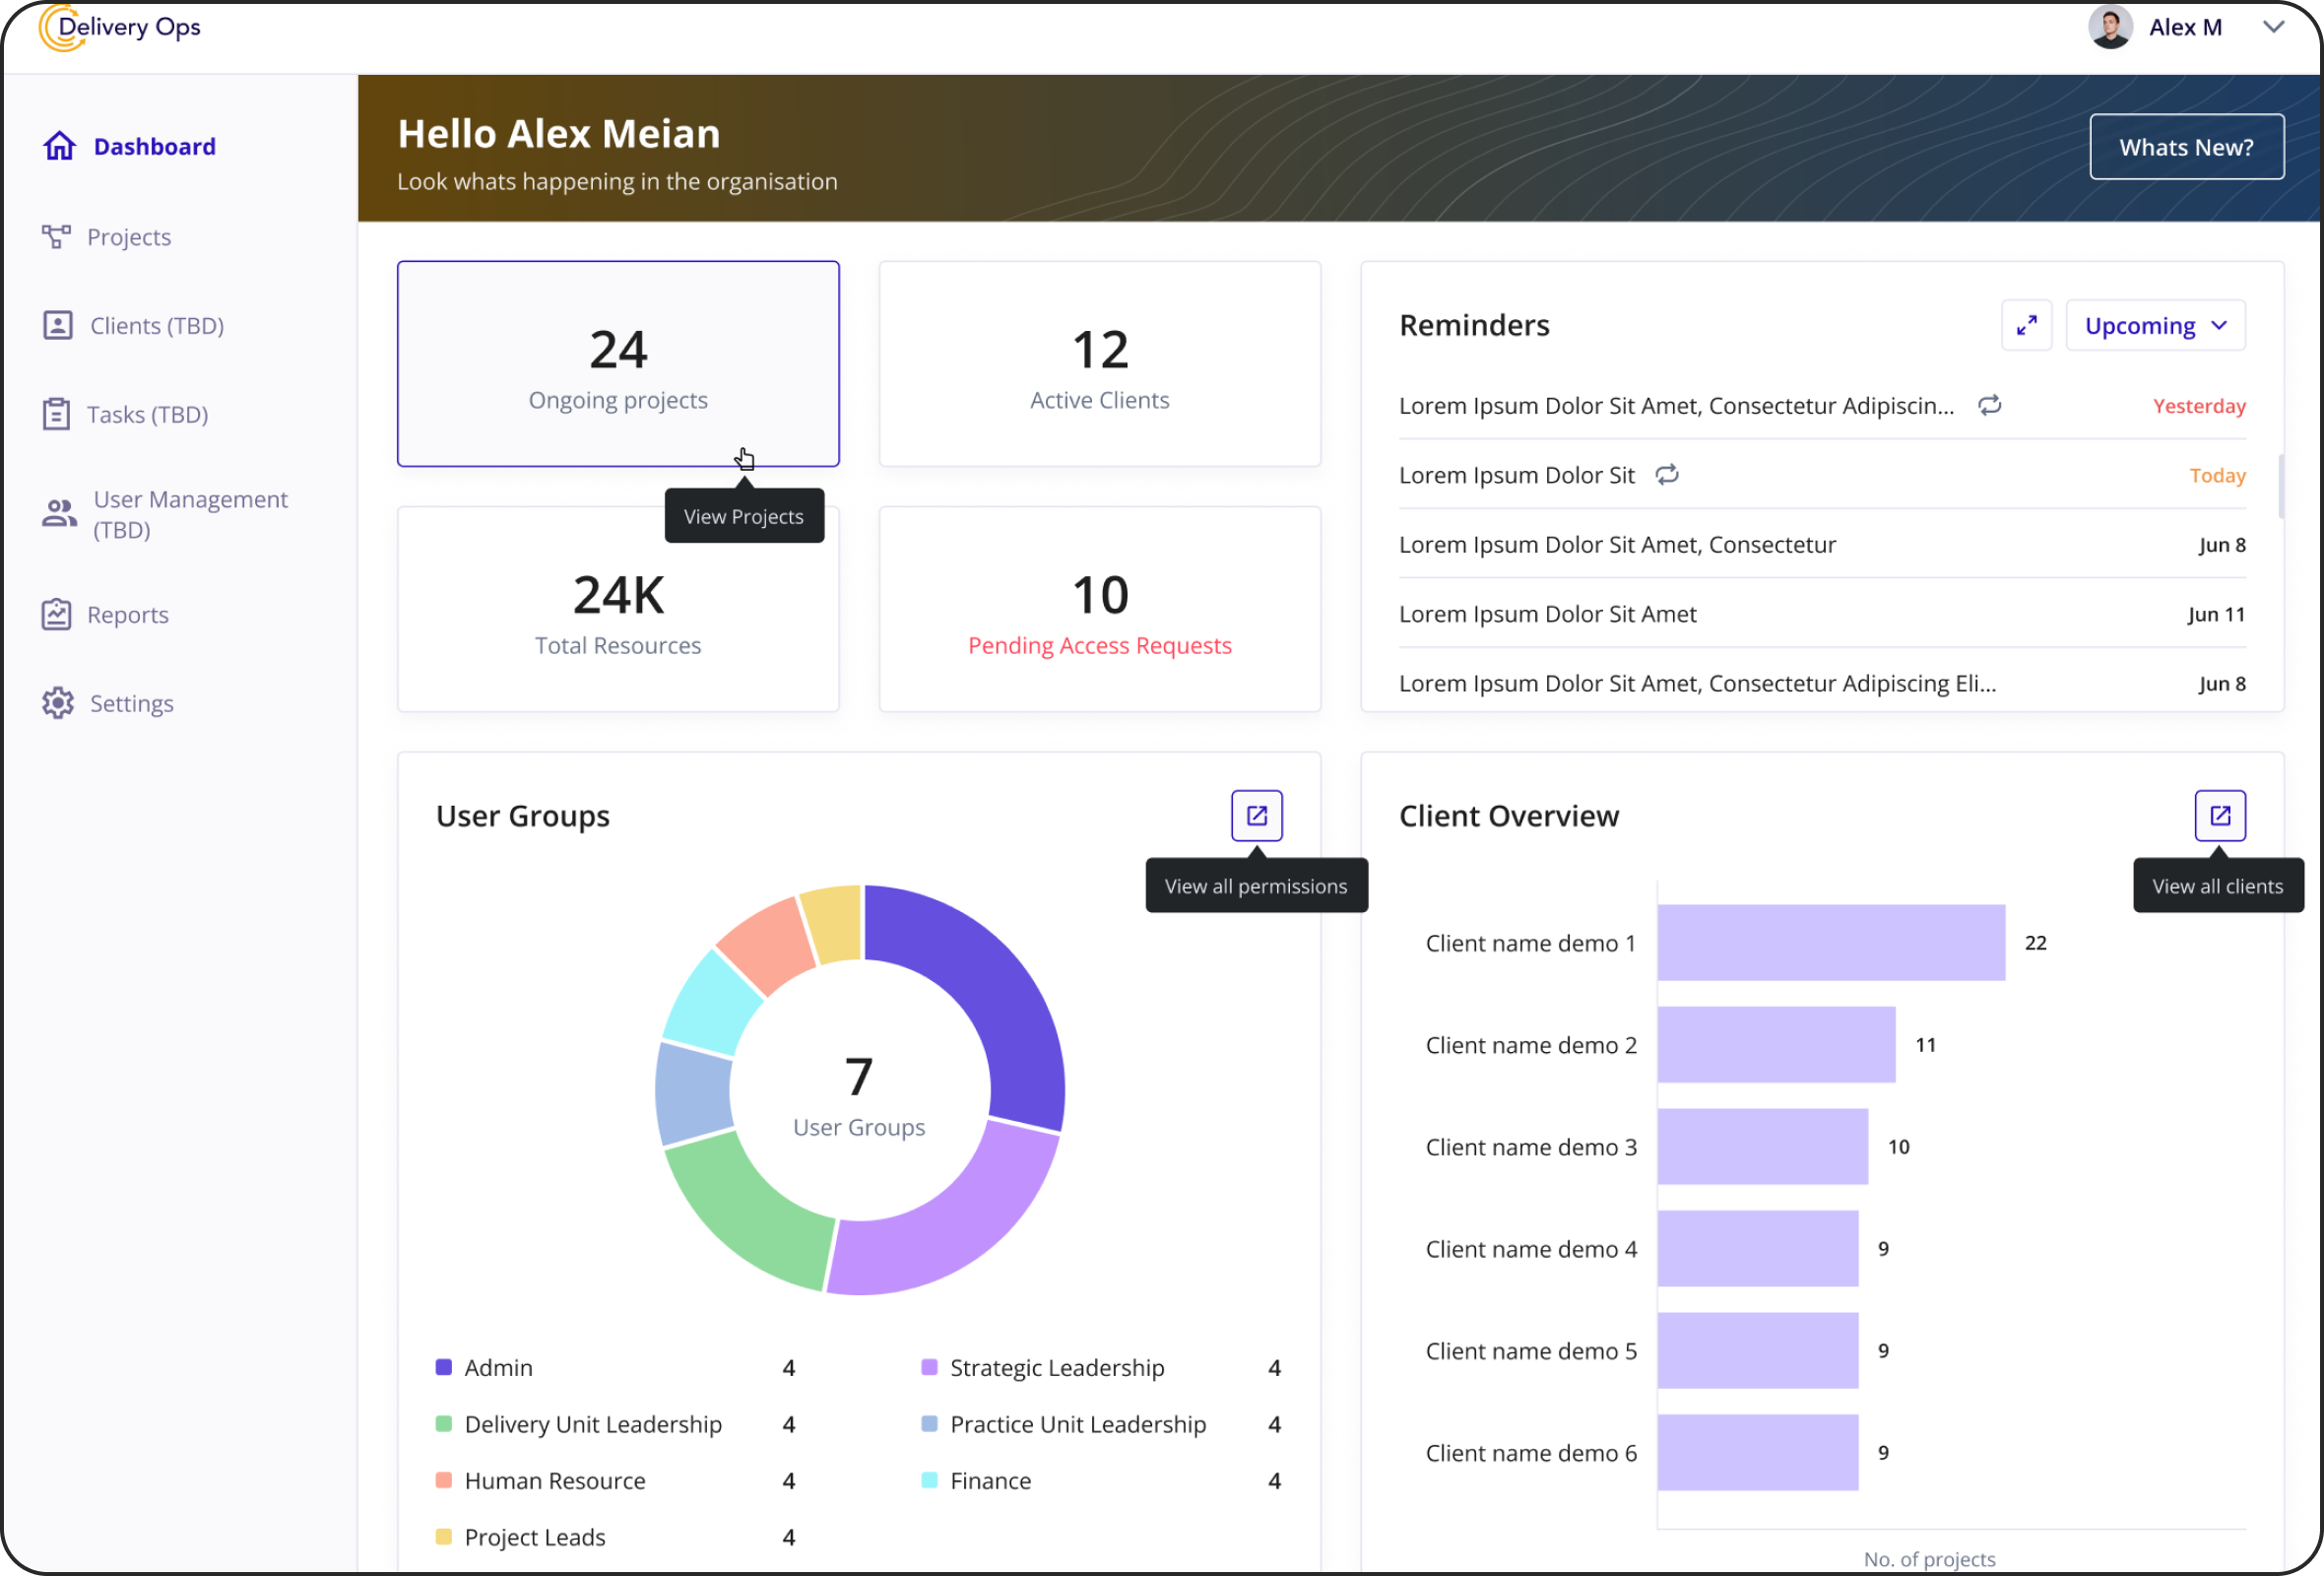 Delivery Ops
Alex M
Dashboard
Projects
Clients (TBD)
Tasks (TBD)
User Management
(TBD)
Reports
Settings
Hello Alex Meian
Look whats happening in the organisation
Whats New?
24
Ongoing projects
View Projects
12
Active Clients
24K
Total Resources
10
Pending Access Requests
Reminders
Upcoming
Lorem Ipsum Dolor Sit Amet, Consectetur Adipiscin... Yesterday
Lorem Ipsum Dolor Sit Today
Lorem Ipsum Dolor Sit Amet, Consectetur Jun 8
Lorem Ipsum Dolor Sit Amet Jun 11
Lorem Ipsum Dolor Sit Amet, Consectetur Adipiscing Eli... Jun 8
User Groups
View all permissions
7
User Groups
Admin 4
Strategic Leadership 4
Delivery Unit Leadership 4
Practice Unit Leadership 4
Human Resource 4
Finance 4
Project Leads 4
Client Overview
View all clients
Client name demo 1 22
Client name demo 2 11
Client name demo 3 10
Client name demo 4 9
Client name demo 5 9
Client name demo 6 9
No. of projects